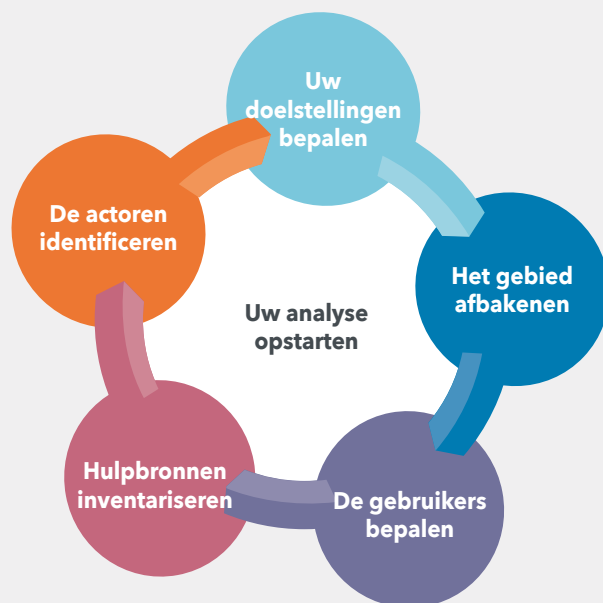 Uw
doelstellingen
bepalen
Het gebied
afbakenen
De gebruikers
bepalen
Hulpbronnen
inventariseren
De actoren
identificeren
Uw analyse
opstarten